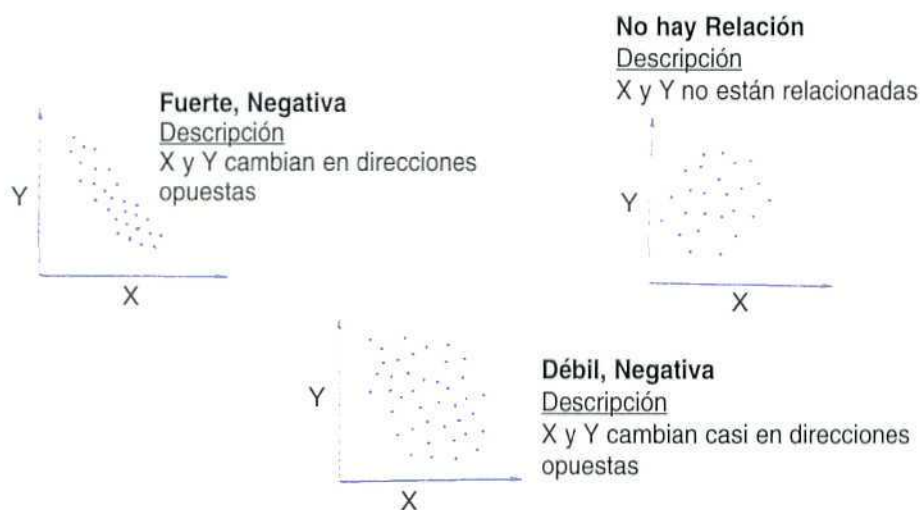 No hay Relación
Descripción
X y Y no están relacionadas
Y
X
Fuerte, Negativa
Descripción
X y Y cambian en direcciones
opuestas
Y
X
Débil, Negativa
Descripción
X y Y cambian casi en direcciones
opuestas
Y
X